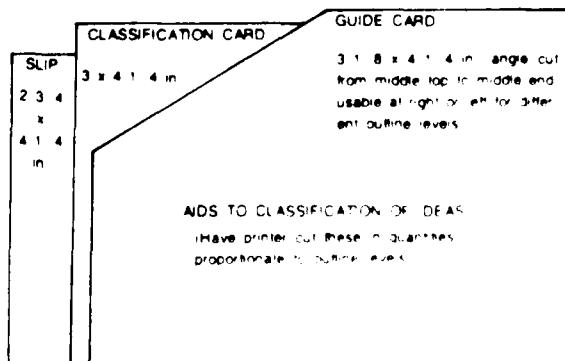 SLIP
2 3 4
x
4 1 4
in
CLASSIFICATION CARD
3 x 4 1 4 in
GUIDE CARD
3 1 8 x 4 1 4 in angle cut
from middle top to middle end
usable at right or left for differ
ent outline levels
AIDS TO CLASSIFICATION OF IDEAS
(Have printer cut these in quantities
proportionate to outline levels